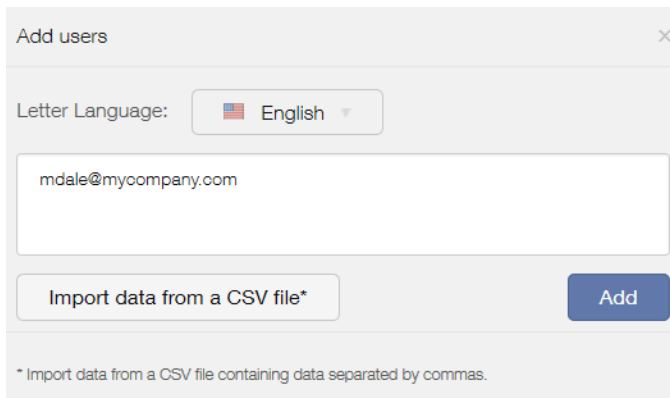 Add users
Letter Language:
English
mdale@mycompany.com
Import data from a CSV file*
Add
* Import data from a CSV file containing data separated by commas.